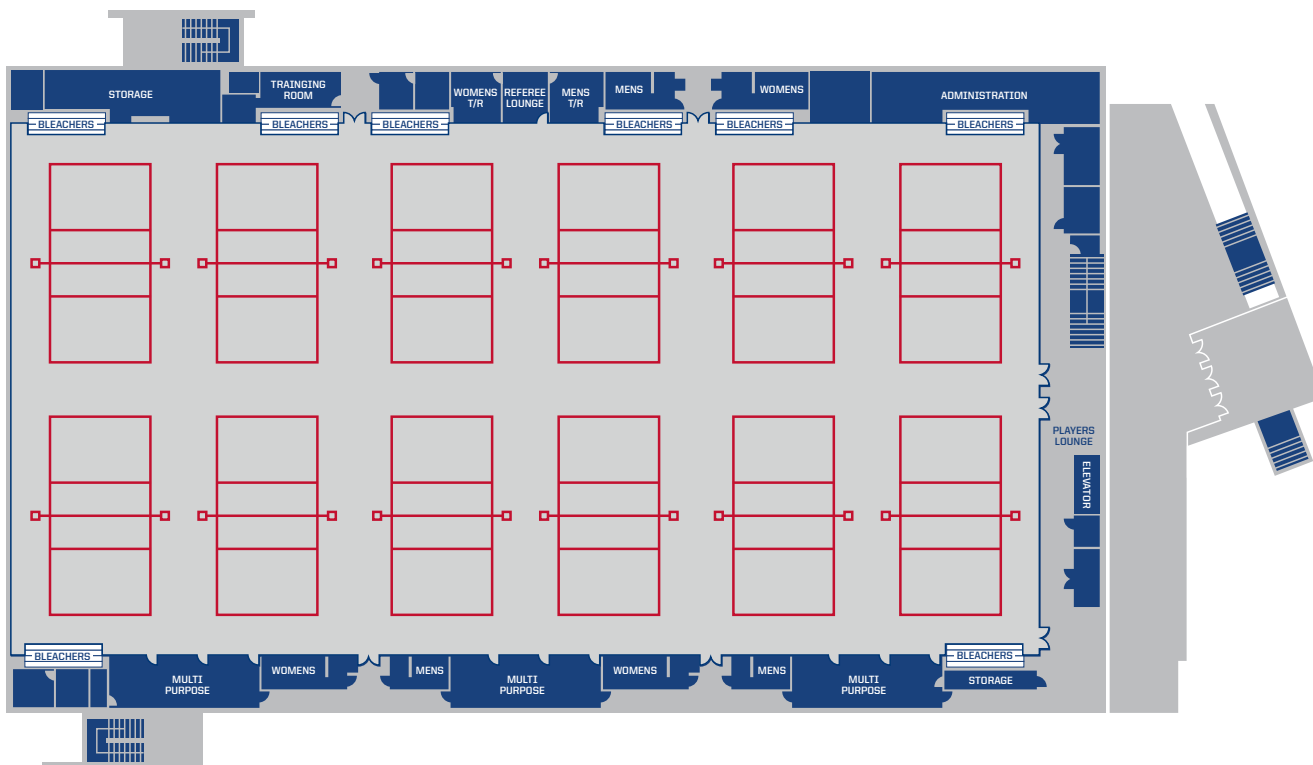 STORAGE
TRAINGING
ROOM
WOMENS
T/R
REFEREE
LOUNGE
MENS
T/R
MENS
WOMENS
ADMINISTRATION
BLEACHERS
BLEACHERS
BLEACHERS
BLEACHERS
BLEACHERS
BLEACHERS
PLAYERS
LOUNGE
ELEVATOR
BLEACHERS
MULTI
PURPOSE
WOMENS
MENS
MULTI
PURPOSE
WOMENS
MENS
MULTI
PURPOSE
BLEACHERS
STORAGE